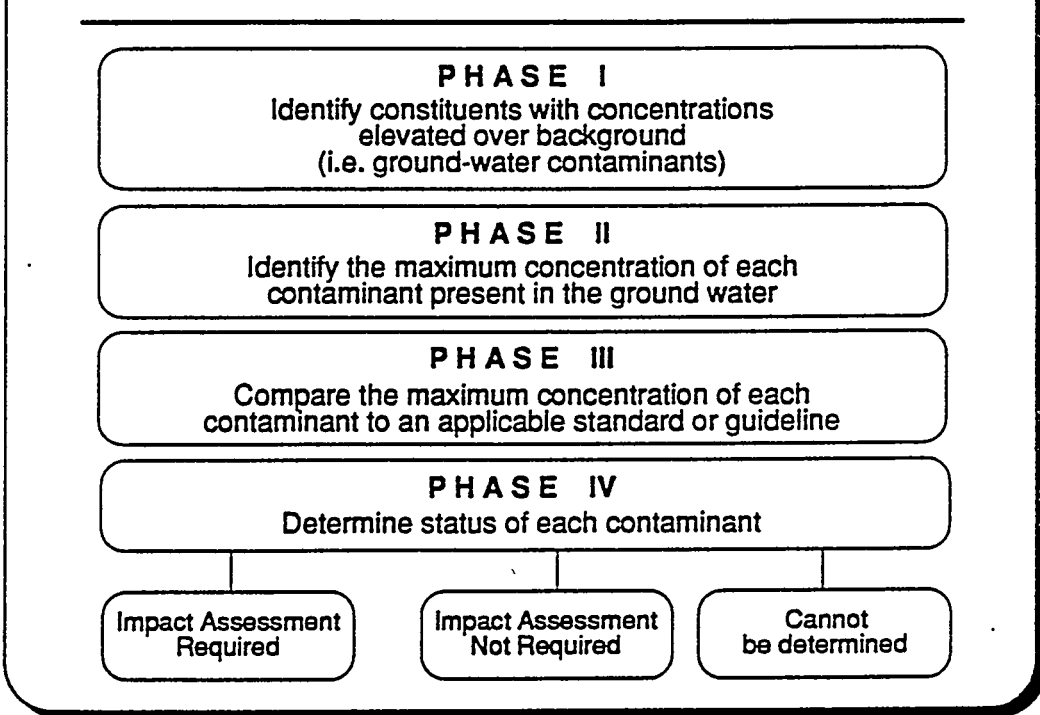 PHASE I
Identify constituents with concentrations
elevated over background
(i.e. ground-water contaminants)
PHASE II
Identify the maximum concentration of each
contaminant present in the ground water
PHASE III
Compare the maximum concentration of each
contaminant to an applicable standard or guideline
PHASE IV
Determine status of each contaminant
Impact Assessment
Required
Impact Assessment
Not Required
Cannot
be determined